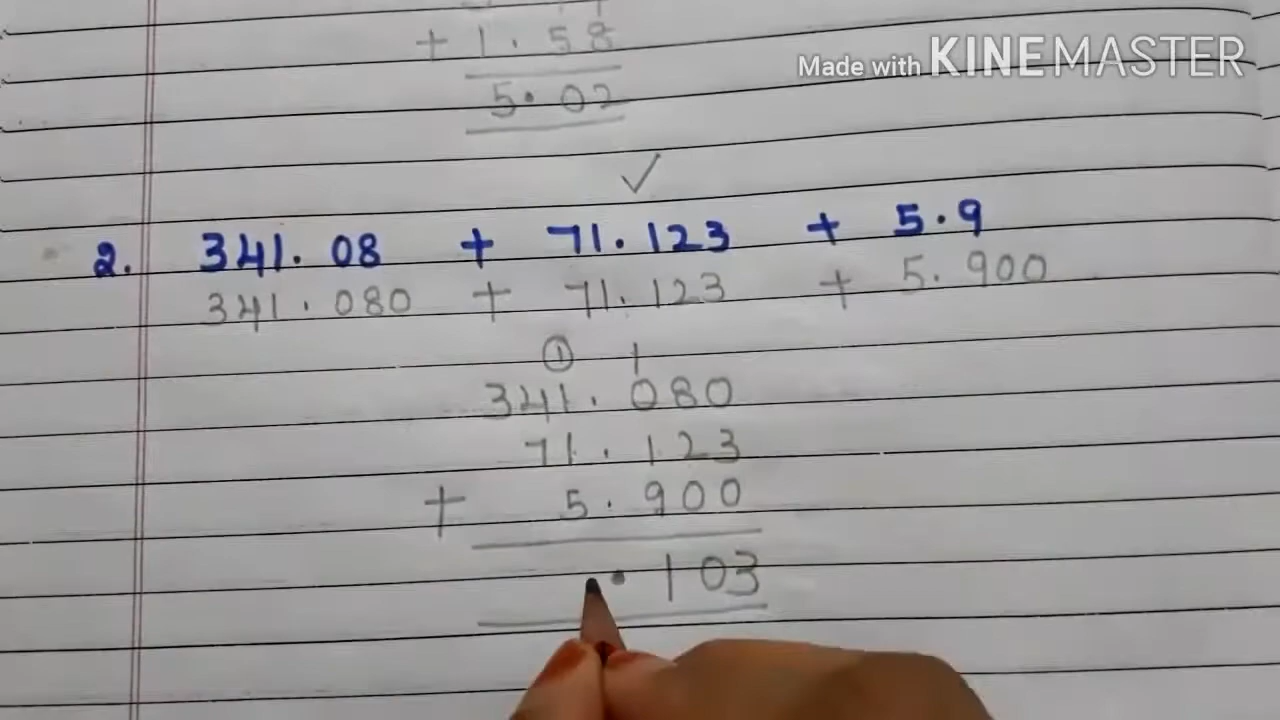 + 1.58
Made with KINEMASTER
5.02
✓
2. 341.08 + 71.123 + 5.9
341.080 + 71.123 + 5.900
① 1
341.080
71.123
+ 5.900
.103